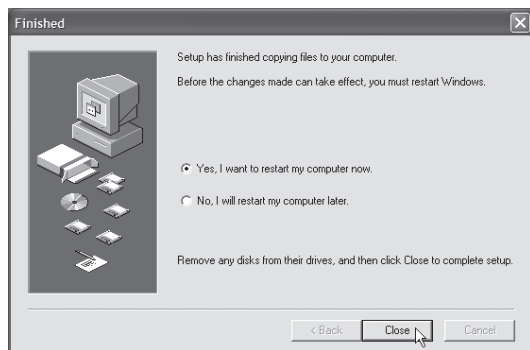 Finished
Setup has finished copying files to your computer.
Before the changes made can take effect, you must restart Windows.
Yes, I want to restart my computer now.
No, I will restart my computer later.
Remove any disks from their drives, and then click Close to complete setup.
< Back
Close
Cancel